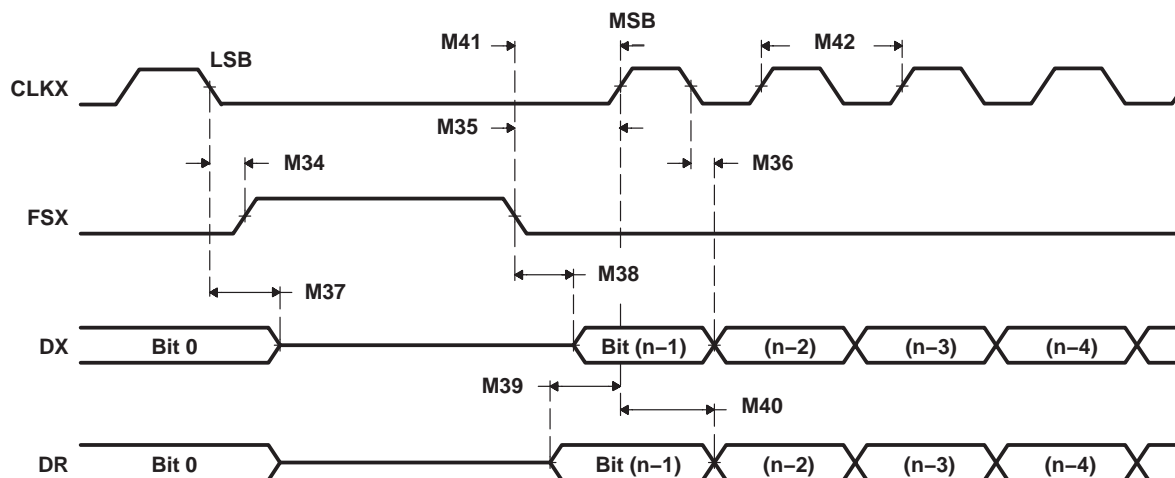 MSB
M41
M42
LSB
CLKX
M35
M34
M36
FSX
M38
M37
DX
Bit 0
Bit (n−1)
(n−2)
(n−3)
(n−4)
M39
M40
DR
Bit 0
Bit (n−1)
(n−2)
(n−3)
(n−4)